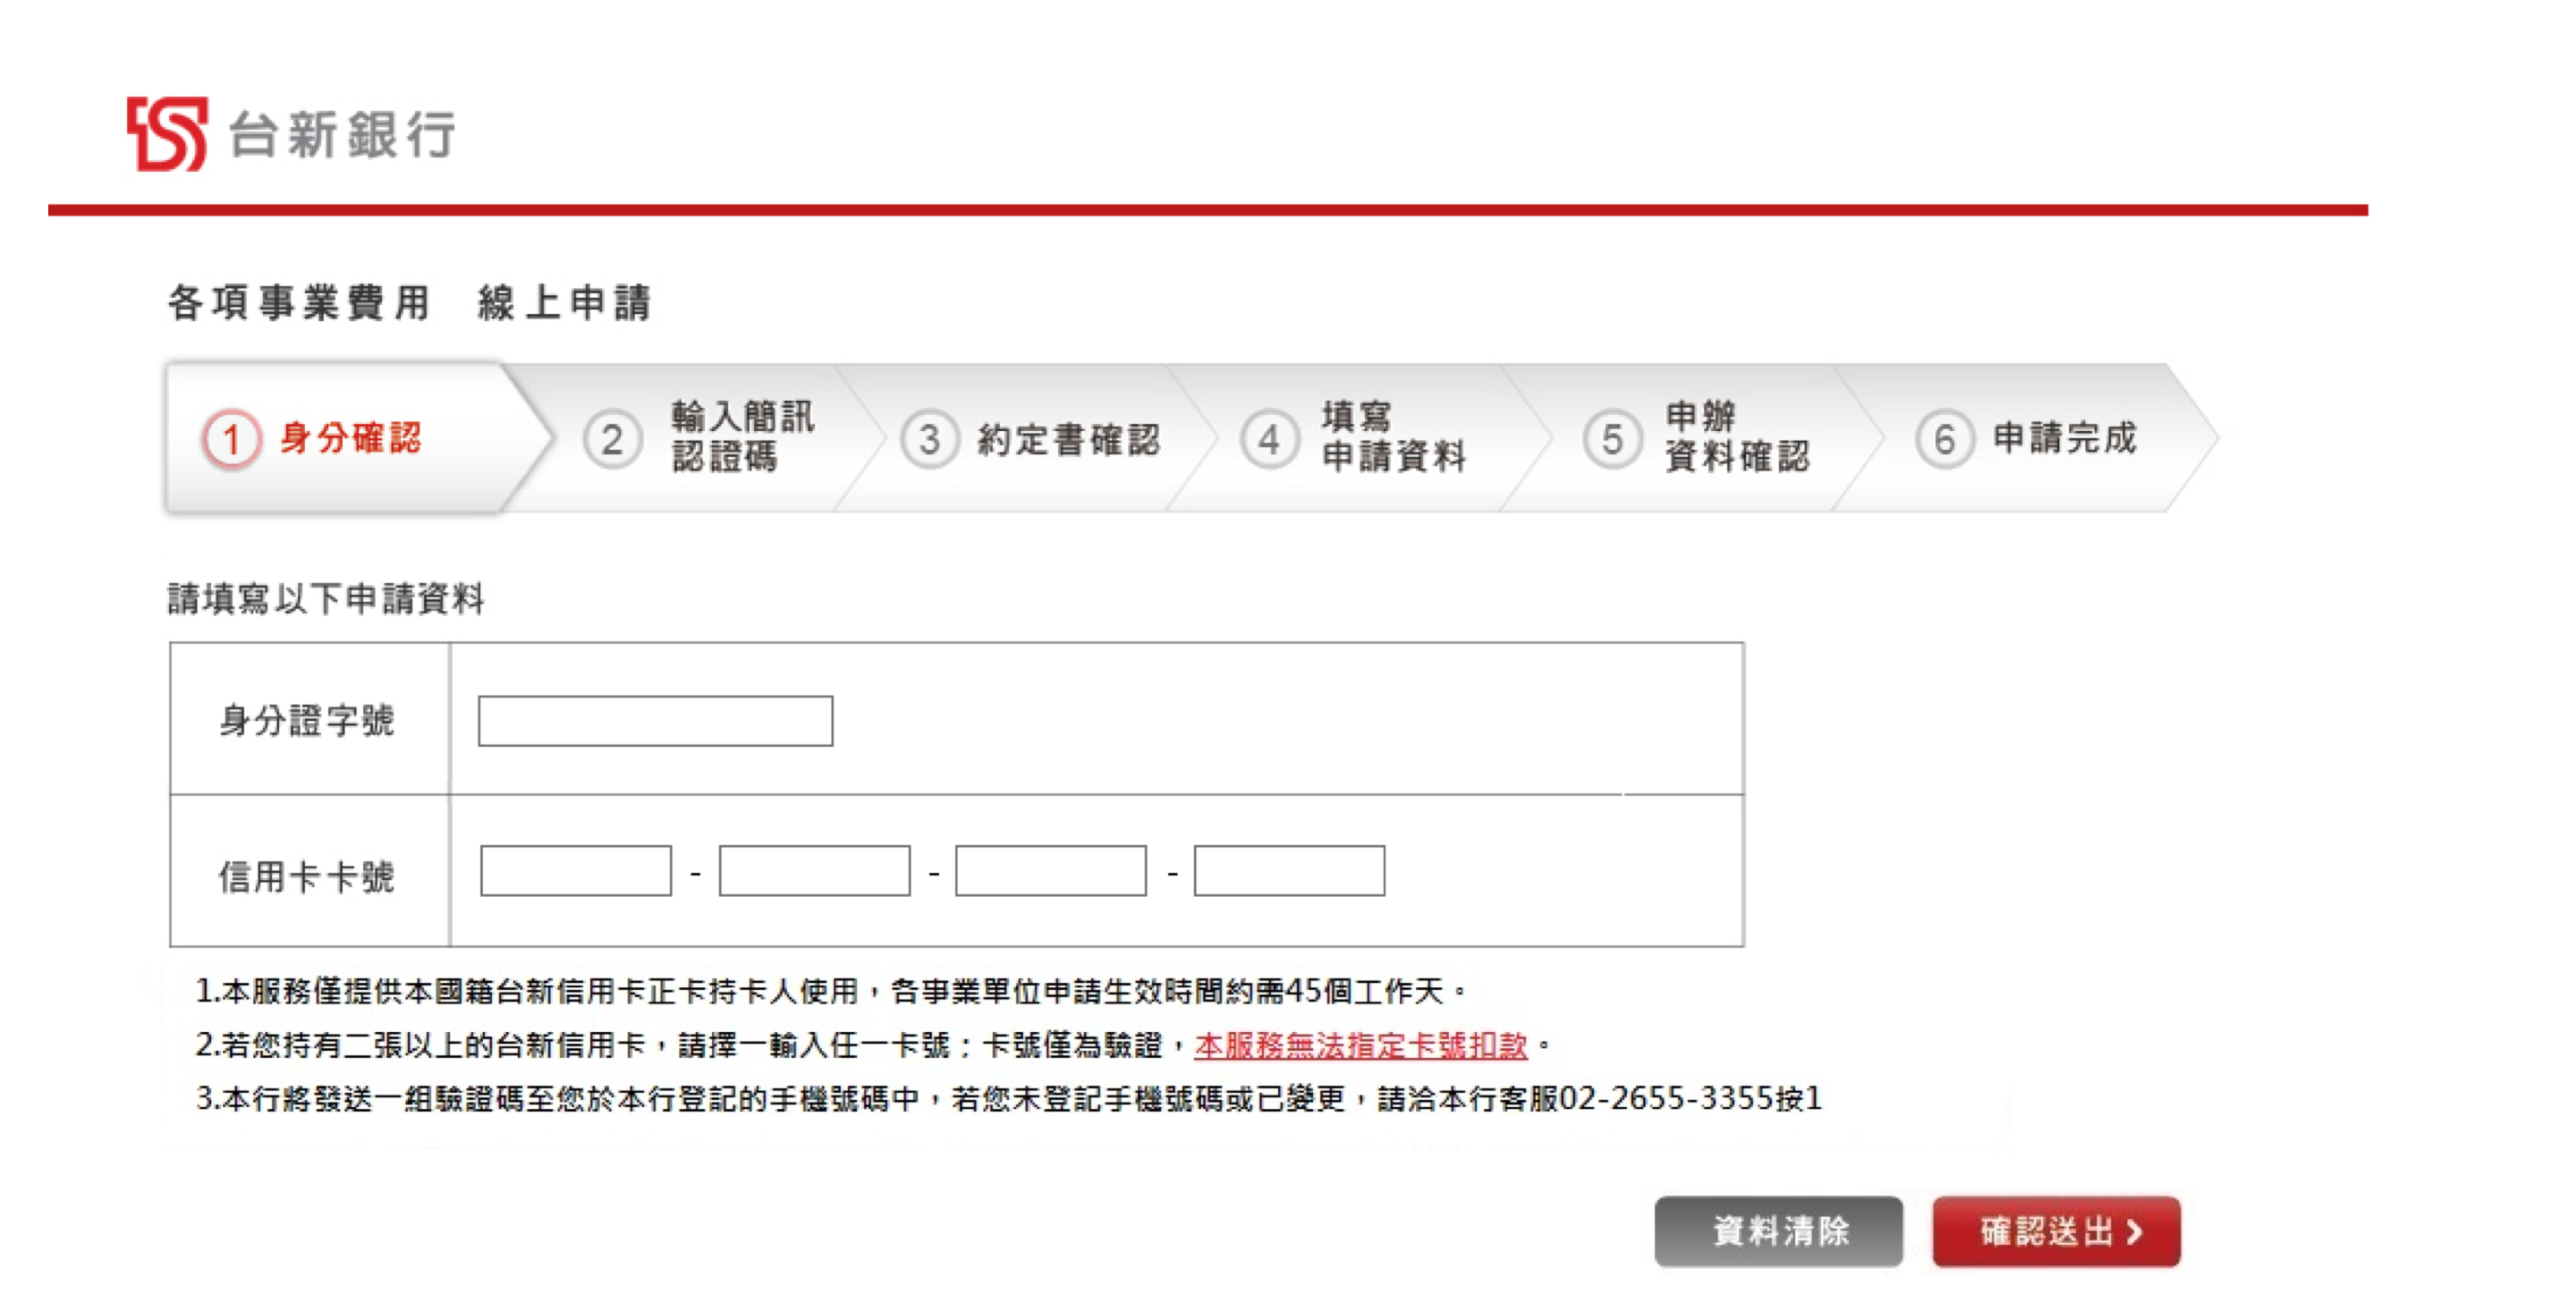 台新銀行
各項事業費用 線上申請
1 身分確認
2 輸入簡訊
認證碼
3 約定書確認
4 填寫
申請資料
5 申辦
資料確認
6 申請完成
請填寫以下申請資料
身分證字號
信用卡卡號 - - -
1.本服務僅提供本國籍台新信用卡正卡持卡人使用，各事業單位申請生效時間約需45個工作天。
2.若您持有二張以上的台新信用卡，請擇一輸入任一卡號；卡號僅為驗證，本服務無法指定卡號扣款。
3.本行將發送一組驗證碼至您於本行登記的手機號碼中，若您未登記手機號碼或已變更，請洽本行客服02-2655-3355按1
資料清除
確認送出